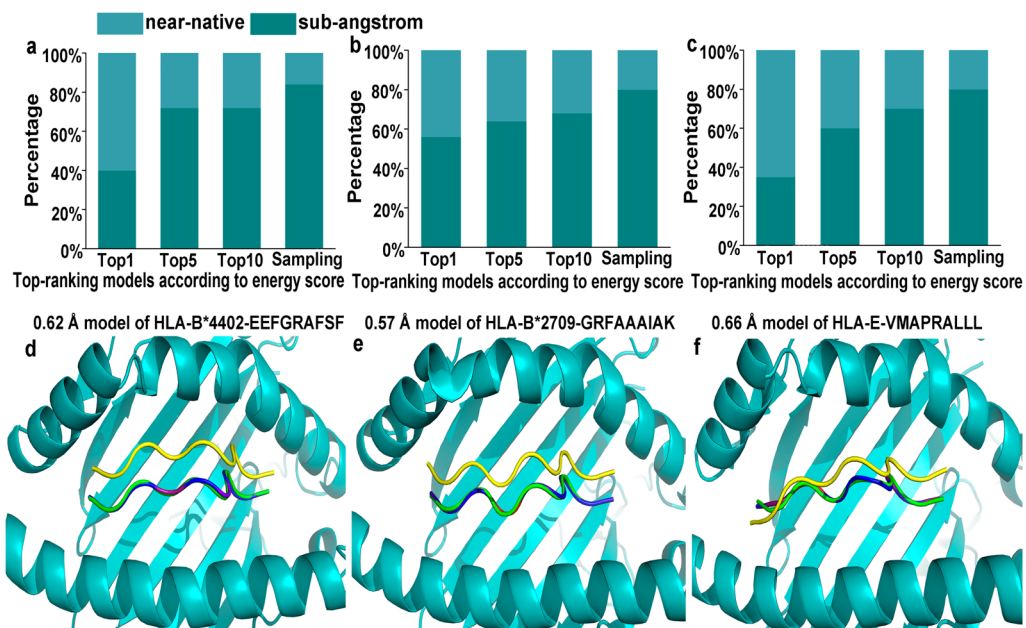 near-native sub-angstrom
a b c
100% 100% 100%
80% 80% 80%
60% 60% 60%
40% 40% 40%
20% 20% 20%
0% 0% 0%
Percentage Percentage Percentage
Top1 Top5 Top10 Sampling Top1 Top5 Top10 Sampling Top1 Top5 Top10 Sampling
Top-ranking models according to energy score Top-ranking models according to energy score Top-ranking models according to energy score
0.62 Å model of HLA-B*4402-EEFGRAFSF 0.57 Å model of HLA-B*2709-GRFAAAIAK 0.66 Å model of HLA-E-VMAPRALLL
d e f